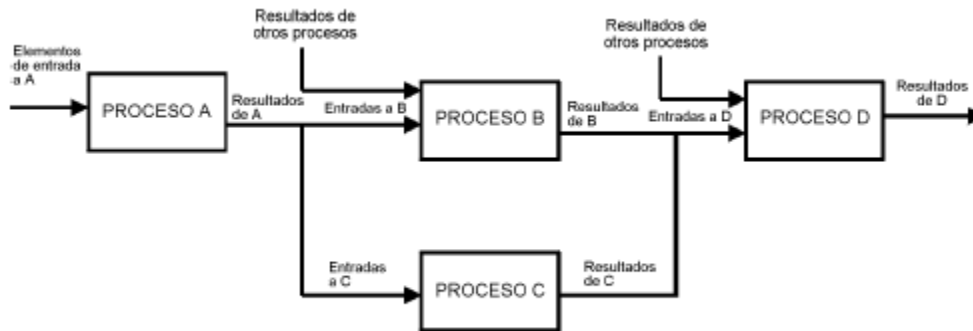 Resultados de
otros procesos
Resultados de
otros procesos
Elementos
de entrada
a A
PROCESO A
Resultados
de A
Entradas a B
PROCESO B
Resultados
de B
Entradas a D
PROCESO D
Resultados
de D
Entradas
a C
PROCESO C
Resultados
de C